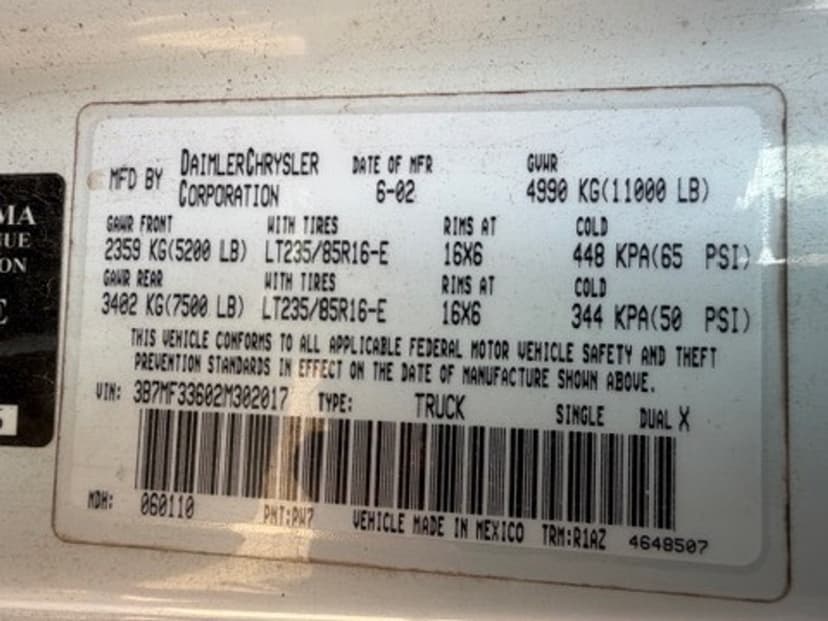 MFD BY DAIMLERCHRYSLER CORPORATION
DATE OF MFR
6-02
GVWR
4990 KG(11000 LB)
GAWR FRONT WITH TIRES RIMS AT COLD
2359 KG(5200 LB) LT235/85R16-E 16X6 448 KPA(65 PSI)
GAWR REAR WITH TIRES RIMS AT COLD
3402 KG(7500 LB) LT235/85R16-E 16X6 344 KPA(50 PSI)
THIS VEHICLE CONFORMS TO ALL APPLICABLE FEDERAL MOTOR VEHICLE SAFETY AND THEFT
PREVENTION STANDARDS IN EFFECT ON THE DATE OF MANUFACTURE SHOWN ABOVE.
VIN: 3B7MF33602M302017 TYPE: TRUCK SINGLE DUAL X
MDH: 060110 PNT:PW7 VEHICLE MADE IN MEXICO TRM:R1AZ 4648507